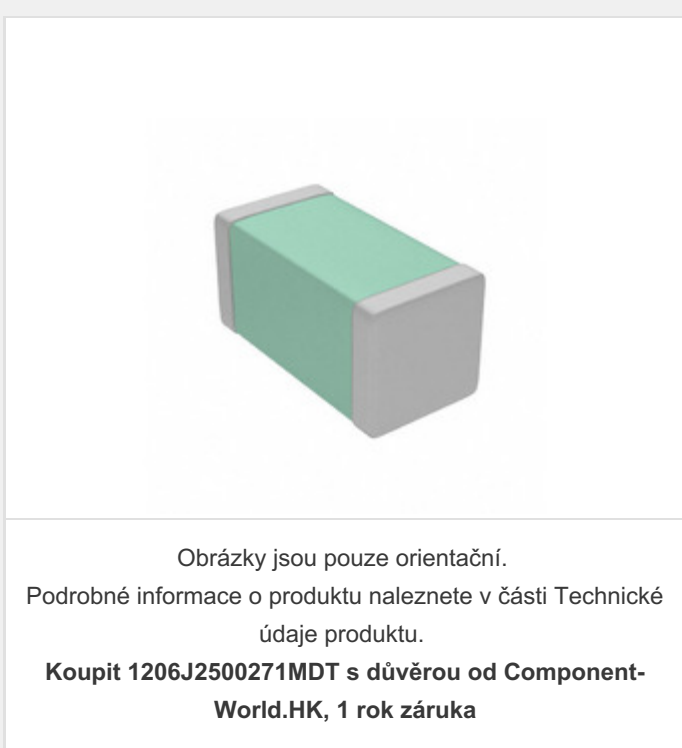 Obrázky jsou pouze orientační.
Podrobné informace o produktu naleznete v části Technické
údaje produktu.
Koupit 1206J2500271MDT s důvěrou od Component-
World.HK, 1 rok záruka